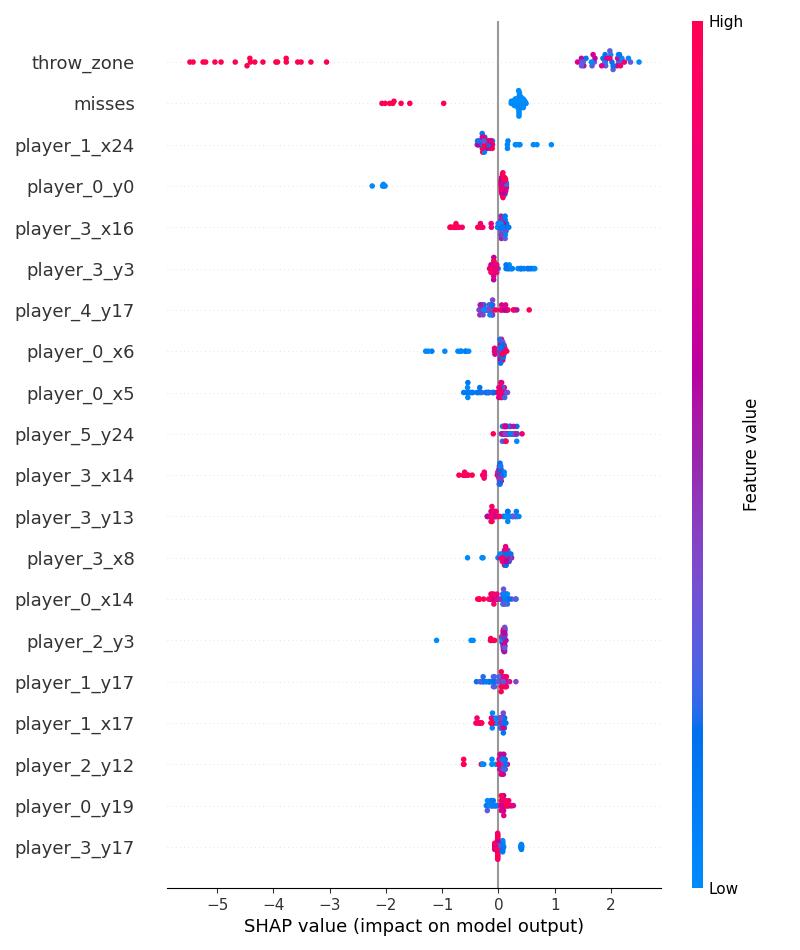 High
throw_zone
misses
player_1_x24
player_0_y0
player_3_x16
player_3_y3
player_4_y17
player_0_x6
player_0_x5
player_5_y24
player_3_x14
player_3_y13
player_3_x8
player_0_x14
player_2_y3
player_1_y17
player_1_x17
player_2_y12
player_0_y19
player_3_y17
Feature value
Low
−5 −4 −3 −2 −1 0 1 2
SHAP value (impact on model output)